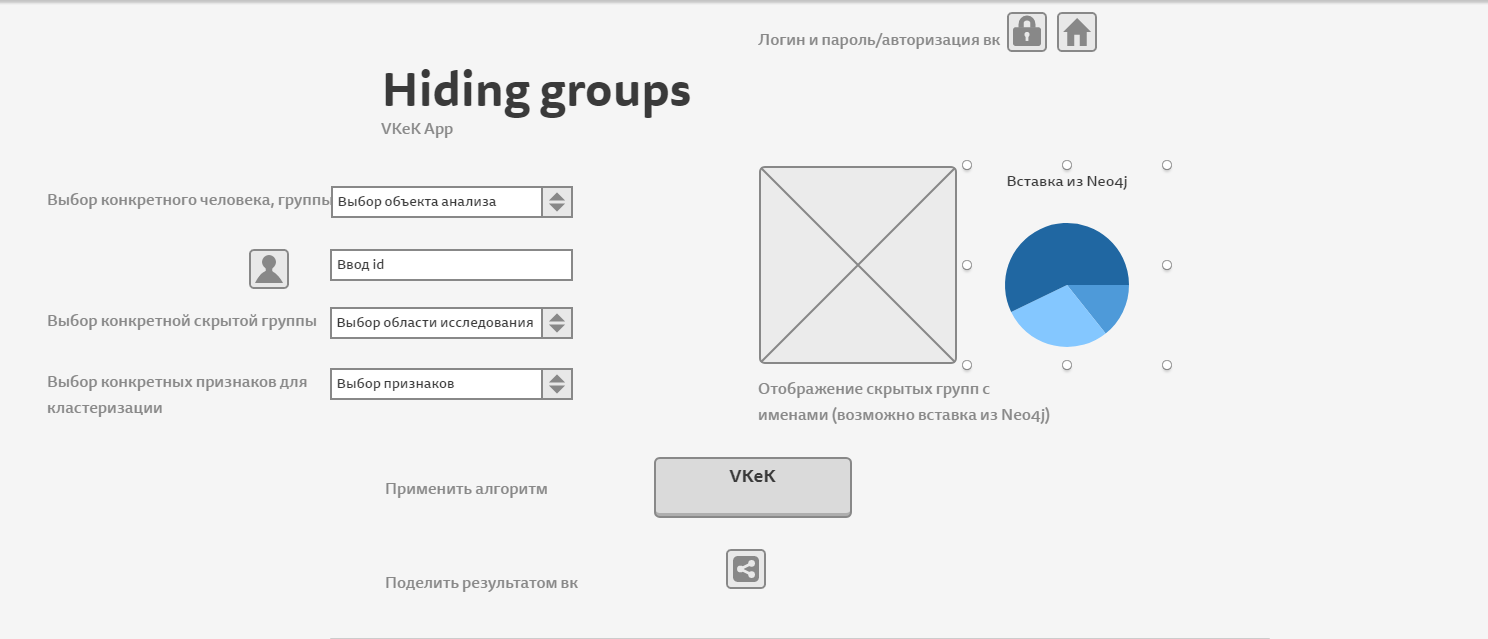 Логин и пароль/авторизация вк
Hiding groups
VKeK App
Выбор конкретного человека, группы
Выбор объекта анализа
Вставка из Neo4j
Ввод id
Выбор конкретной скрытой группы
Выбор области исследования
Выбор конкретных признаков для
кластеризации
Выбор признаков
Отображение скрытых групп с
именами (возможно вставка из Neo4j)
Применить алгоритм
VKeK
Поделить результатом вк